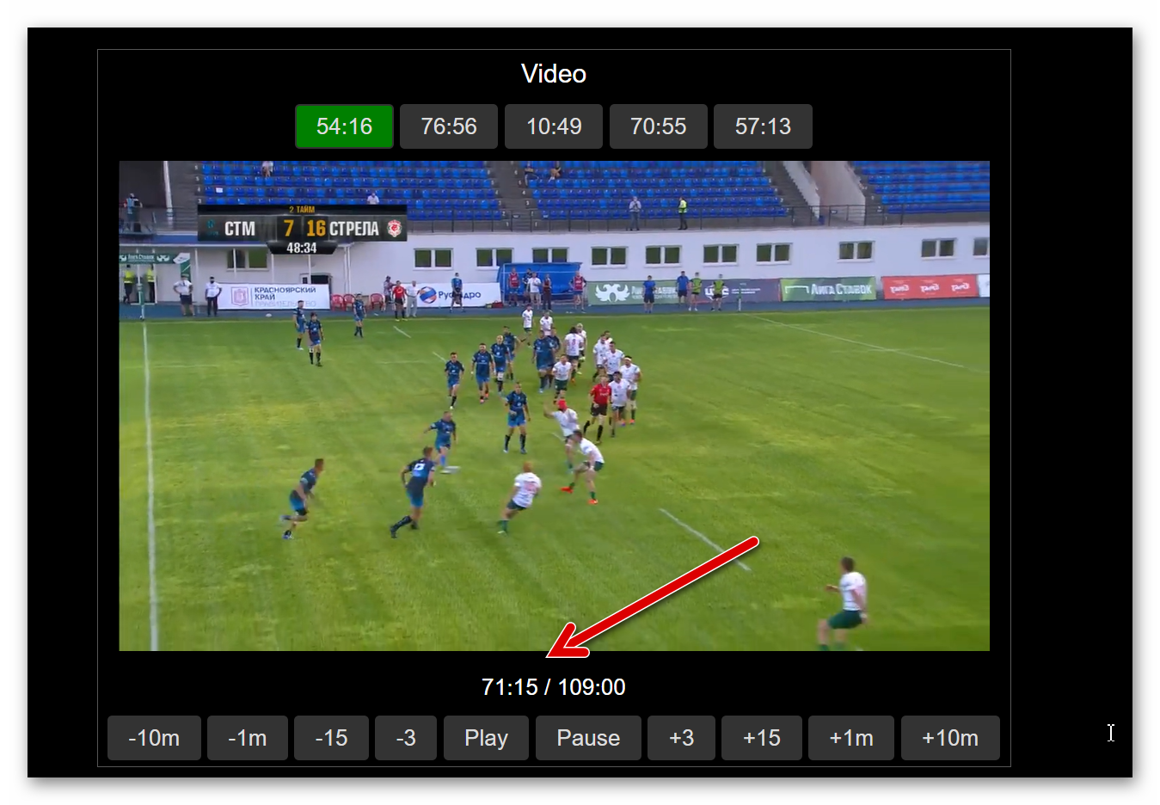 Video
54:16 76:56 10:49 70:55 57:13
2 ТАЙМ
СТМ 7 16 СТРЕЛА
48:34
КРАСНОЯРСКИЙ
КРАЙ
Лига Ставок
71:15 / 109:00
-10m -1m -15 -3 Play Pause +3 +15 +1m +10m